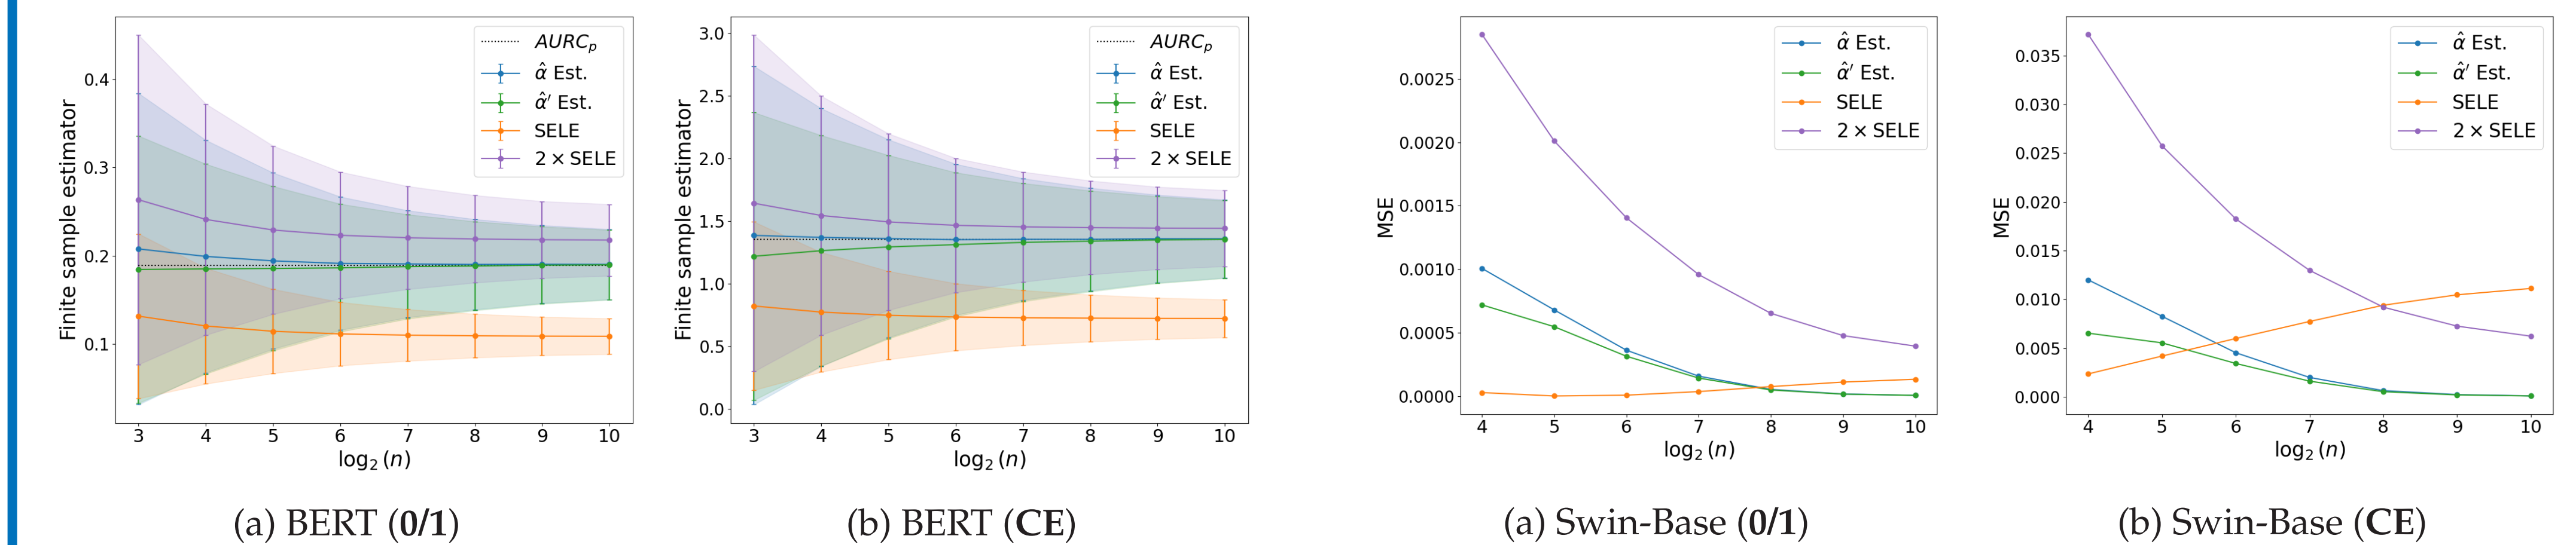 Finite sample estimator
0.4
0.3
0.2
0.1
3 4 5 6 7 8 9 10
log₂ (n)
AURCₚ
α̂ Est.
α̂′ Est.
SELE
2 × SELE
(a) BERT (0/1)
Finite sample estimator
3.0
2.5
2.0
1.5
1.0
0.5
0.0
3 4 5 6 7 8 9 10
log₂ (n)
AURCₚ
α̂ Est.
α̂′ Est.
SELE
2 × SELE
(b) BERT (CE)
MSE
0.0025
0.0020
0.0015
0.0010
0.0005
0.0000
4 5 6 7 8 9 10
log₂ (n)
α̂ Est.
α̂′ Est.
SELE
2 × SELE
(a) Swin-Base (0/1)
MSE
0.035
0.030
0.025
0.020
0.015
0.010
0.005
0.000
4 5 6 7 8 9 10
log₂ (n)
α̂ Est.
α̂′ Est.
SELE
2 × SELE
(b) Swin-Base (CE)